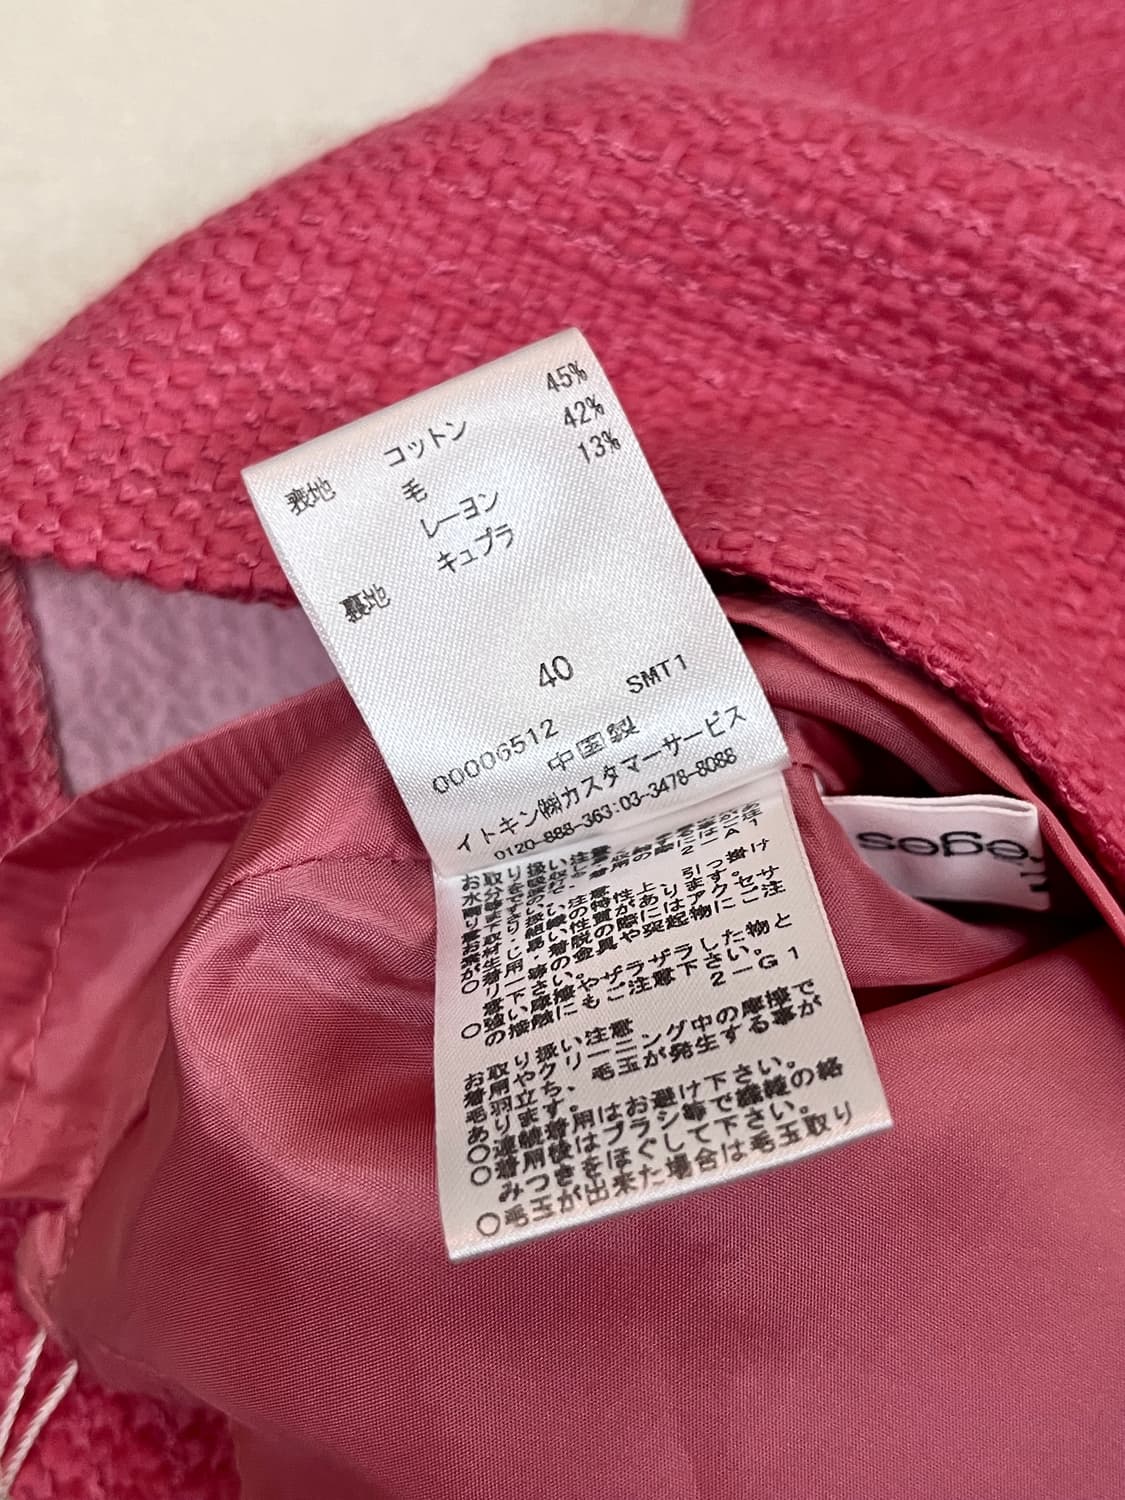 表地 コットン 45%
毛 42%
レーヨン 13%
裏地 キュプラ
40
SMT1
00006512
中国製
イトキン㈱カスタマーサービス
0120-888-363:03-3478-8088
お取り扱い注意
2－A1
引っ掛け
○強い摩擦やザラザラした物と
の接触にもご注意下さい。
2－G1
お取り扱い注意
着用やクリーニング中の摩擦で
毛羽立ち、毛玉が発生する事が
あります。
○連続着用はお避け下さい。
○着用後はブラシ等で繊維の絡
みつきをほぐして下さい。
○毛玉が出来た場合は毛玉取り
reges